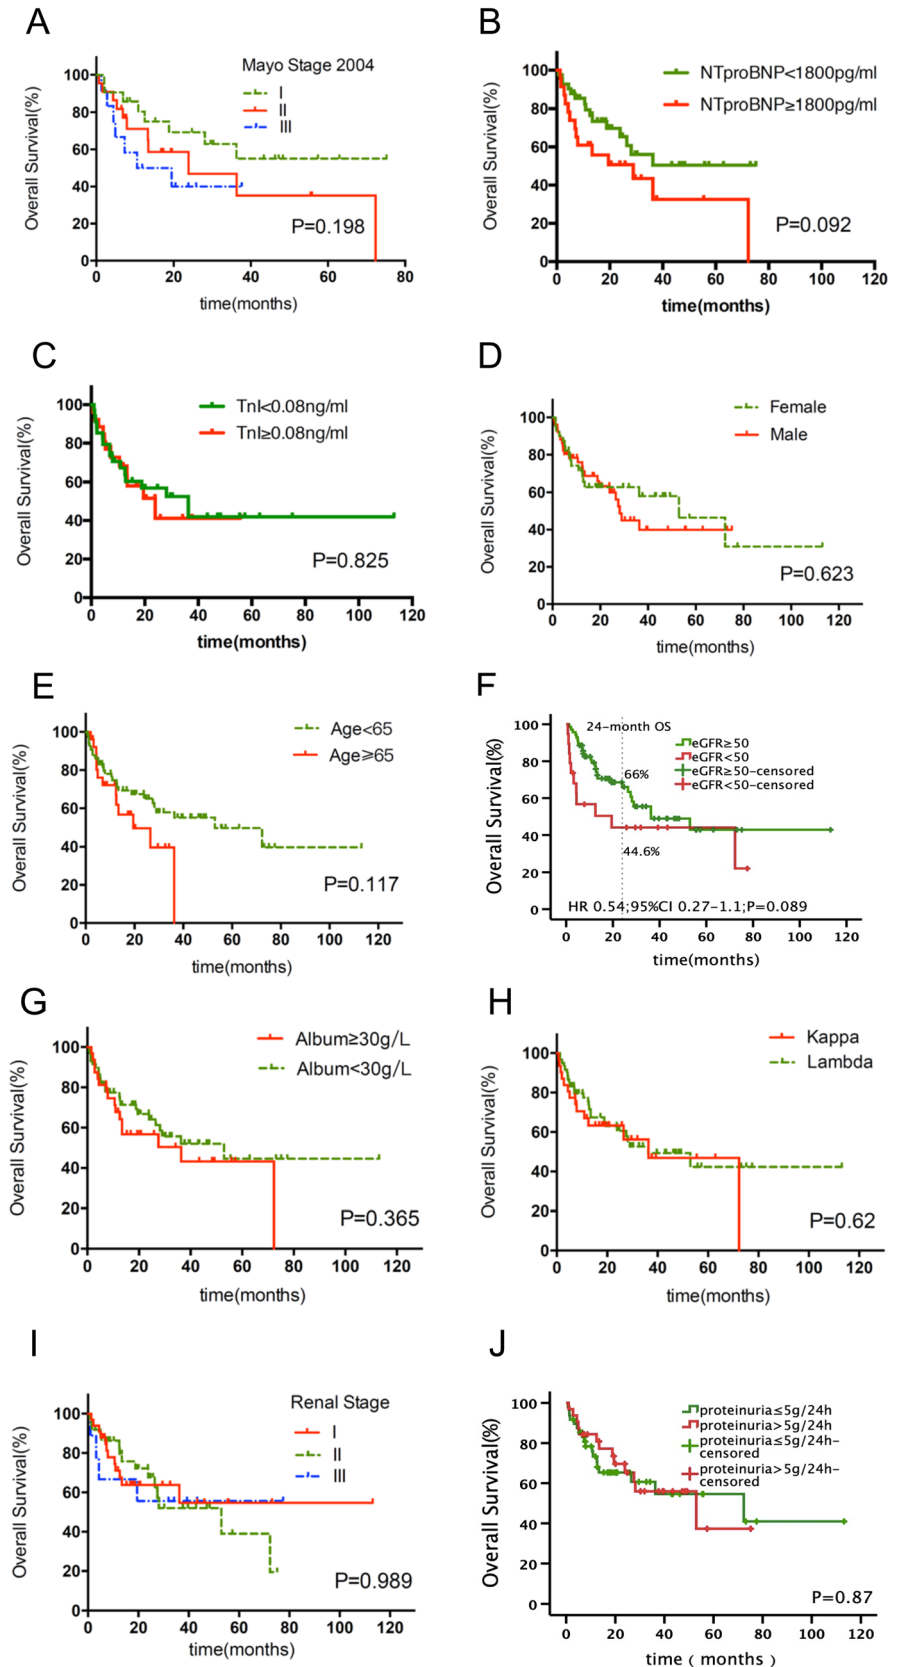 A
Mayo Stage 2004
I
II
III
Overall Survival(%)
100
80
60
40
20
0
P=0.198
0 20 40 60 80
time(months)
B
NTproBNP<1800pg/ml
NTproBNP≥1800pg/ml
Overall Survival(%)
100
80
60
40
20
0
P=0.092
0 20 40 60 80 100 120
time(months)
C
TnI<0.08ng/ml
TnI≥0.08ng/ml
Overall Survival(%)
100
80
60
40
20
0
P=0.825
0 20 40 60 80 100 120
time(months)
D
Female
Male
Overall Survival(%)
100
80
60
40
20
0
P=0.623
0 20 40 60 80 100 120
time(months)
E
Age<65
Age≥65
Overall Survival(%)
100
80
60
40
20
0
P=0.117
0 20 40 60 80 100 120
time(months)
F
24-month OS
eGFR≥50
eGFR<50
eGFR≥50-censored
eGFR<50-censored
Overall Survival(%)
100
80
60
40
20
0
66%
44.6%
HR 0.54;95%CI 0.27-1.1;P=0.089
0 20 40 60 80 100 120
time(months)
G
Album≥30g/L
Album<30g/L
Overall Survival(%)
100
80
60
40
20
0
P=0.365
0 20 40 60 80 100 120
time(months)
H
Kappa
Lambda
Overall Survival(%)
100
80
60
40
20
0
P=0.62
0 20 40 60 80 100 120
time(months)
I
Renal Stage
I
II
III
Overall Survival(%)
100
80
60
40
20
0
P=0.989
0 20 40 60 80 100 120
time(months)
J
proteinuria≤5g/24h
proteinuria>5g/24h
proteinuria≤5g/24h-
censored
proteinuria>5g/24h-
censored
Overall Survival(%)
100
80
60
40
20
0
P=0.87
0 20 40 60 80 100 120
time ( months )